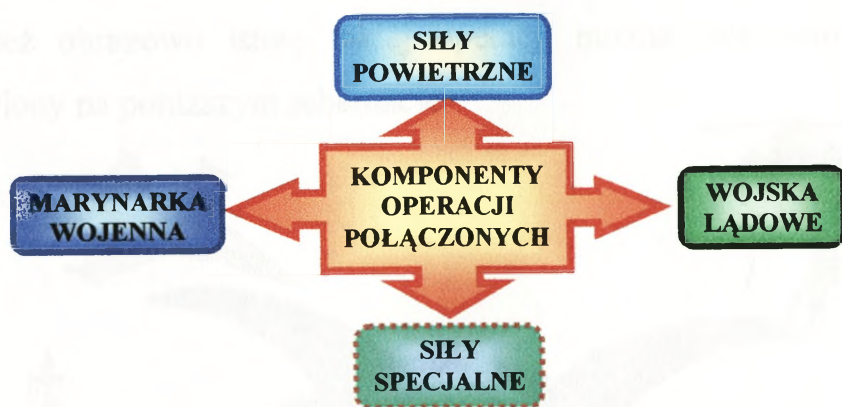 SIŁY
POWIETRZNE
MARYNARKA
WOJENNA
KOMPONENTY
OPERACJI
POŁĄCZONYCH
WOJSKA
LĄDOWE
SIŁY
SPECJALNE